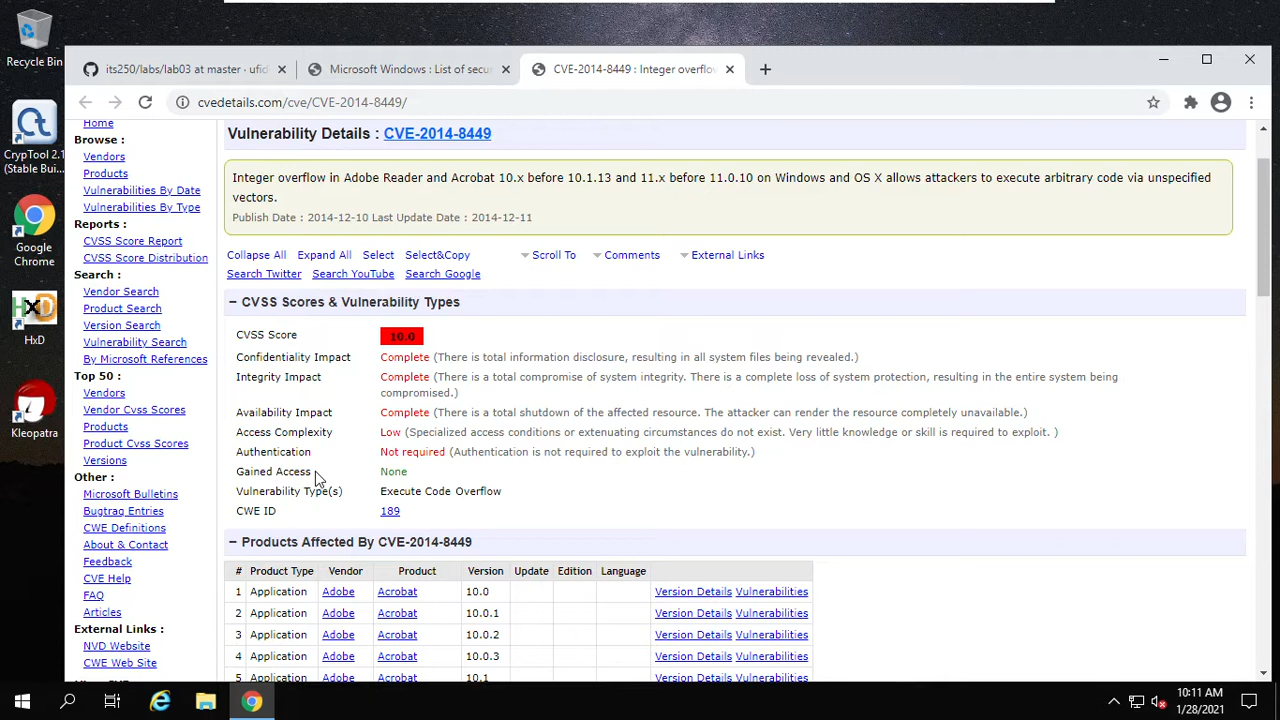 Recycle Bin
CrypTool 2.1
(Stable Bui...
Google
Chrome
HxD
Kleopatra
its250/labs/lab03 at master · ufid
Microsoft Windows : List of secur
CVE-2014-8449 : Integer overflow
cvedetails.com/cve/CVE-2014-8449/
Home
Browse :
Vendors
Products
Vulnerabilities By Date
Vulnerabilities By Type
Reports :
CVSS Score Report
CVSS Score Distribution
Search :
Vendor Search
Product Search
Version Search
Vulnerability Search
By Microsoft References
Top 50 :
Vendors
Vendor Cvss Scores
Products
Product Cvss Scores
Versions
Other :
Microsoft Bulletins
Bugtraq Entries
CWE Definitions
About & Contact
Feedback
CVE Help
FAQ
Articles
External Links :
NVD Website
CWE Web Site
Vulnerability Details : CVE-2014-8449
Integer overflow in Adobe Reader and Acrobat 10.x before 10.1.13 and 11.x before 11.0.10 on Windows and OS X allows attackers to execute arbitrary code via unspecified
vectors.
Publish Date : 2014-12-10 Last Update Date : 2014-12-11
Collapse All Expand All Select Select&Copy Scroll To Comments External Links
Search Twitter Search YouTube Search Google
− CVSS Scores & Vulnerability Types
CVSS Score 10.0
Confidentiality Impact Complete (There is total information disclosure, resulting in all system files being revealed.)
Integrity Impact Complete (There is a total compromise of system integrity. There is a complete loss of system protection, resulting in the entire system being
compromised.)
Availability Impact Complete (There is a total shutdown of the affected resource. The attacker can render the resource completely unavailable.)
Access Complexity Low (Specialized access conditions or extenuating circumstances do not exist. Very little knowledge or skill is required to exploit. )
Authentication Not required (Authentication is not required to exploit the vulnerability.)
Gained Access None
Vulnerability Type(s) Execute Code Overflow
CWE ID 189
− Products Affected By CVE-2014-8449
# Product Type Vendor Product Version Update Edition Language
1 Application Adobe Acrobat 10.0 Version Details Vulnerabilities
2 Application Adobe Acrobat 10.0.1 Version Details Vulnerabilities
3 Application Adobe Acrobat 10.0.2 Version Details Vulnerabilities
4 Application Adobe Acrobat 10.0.3 Version Details Vulnerabilities
5 Application Adobe Acrobat 10.1 Version Details Vulnerabilities
10:11 AM
1/28/2021